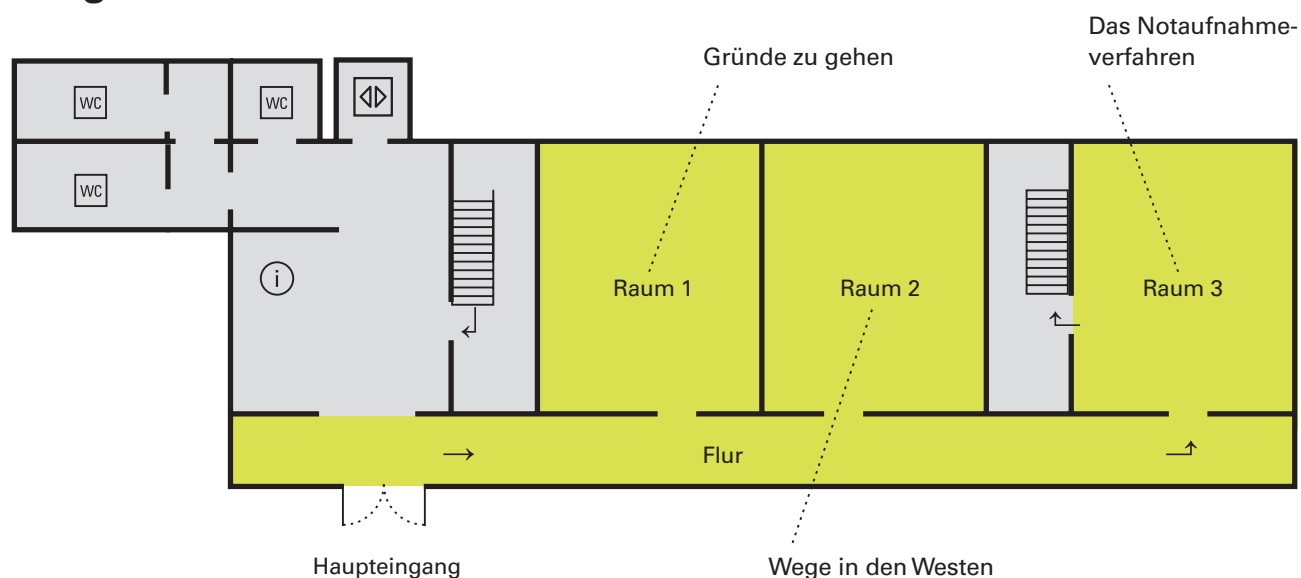 Das Notaufnahme-
verfahren
Gründe zu gehen
WC
WC
WC
i
Raum 1
Raum 2
Raum 3
Flur
Haupteingang
Wege in den Westen